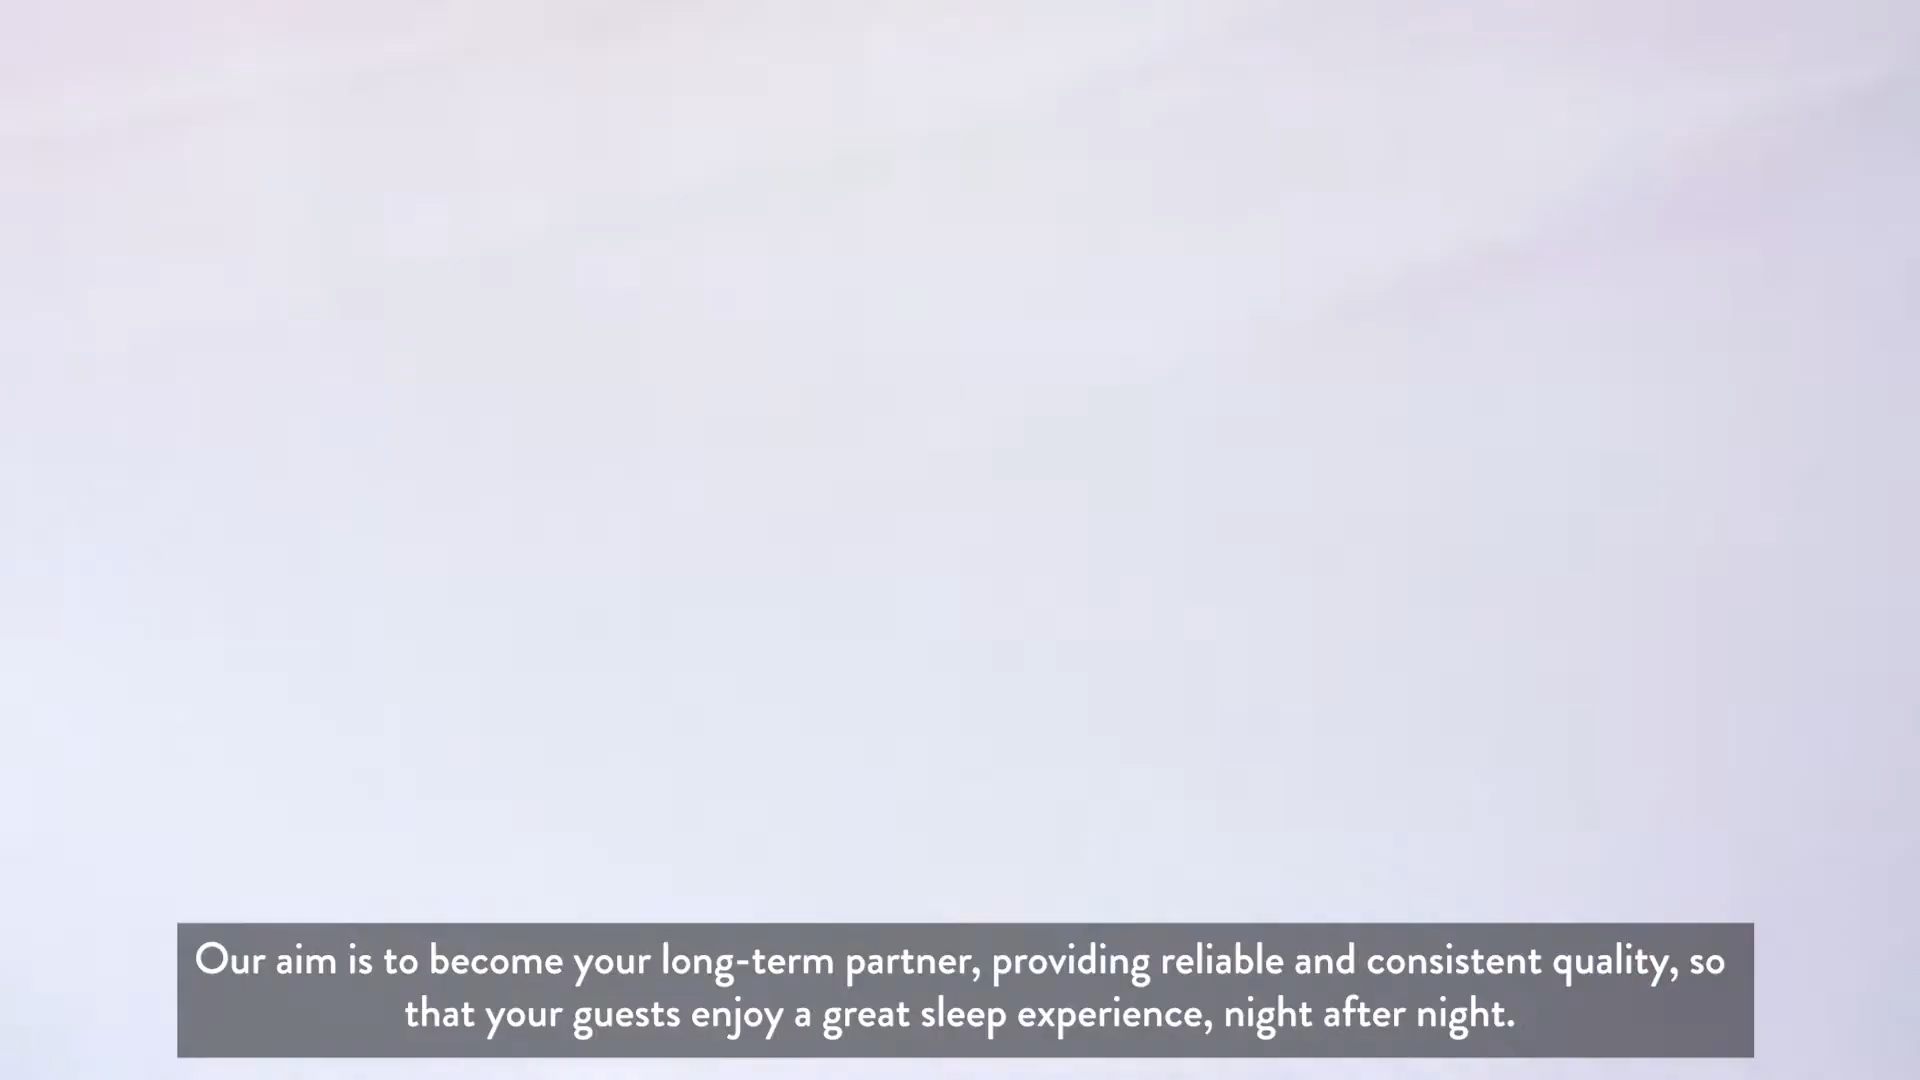 Our aim is to become your long-term partner, providing reliable and consistent quality, so
that your guests enjoy a great sleep experience, night after night.